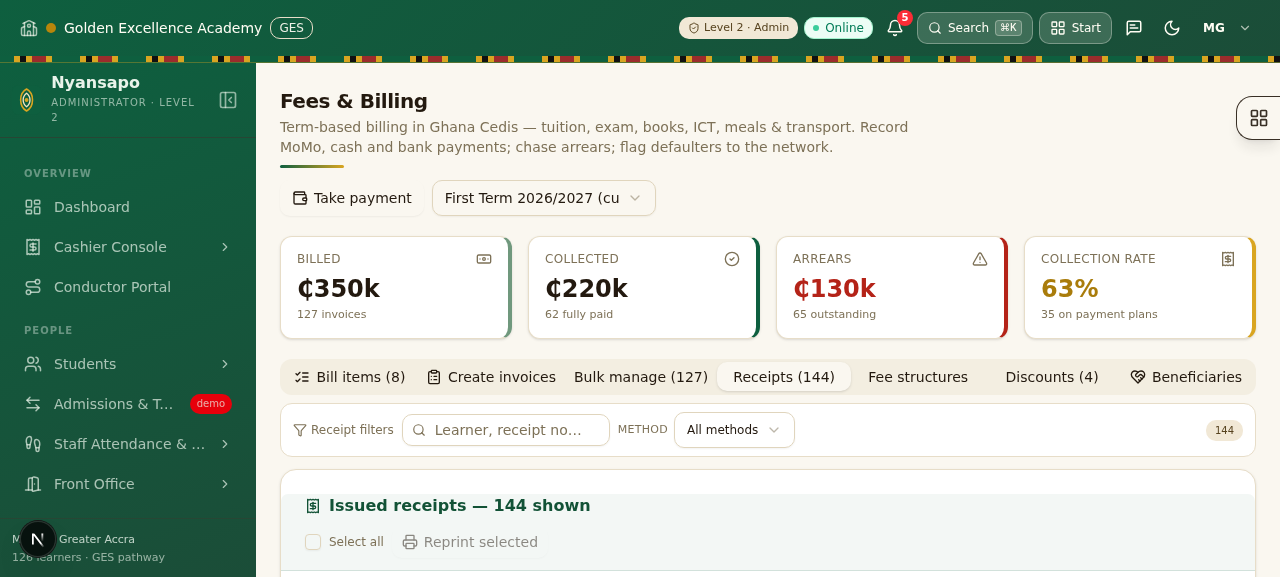 Golden Excellence Academy GES
Level 2 · Admin
Online
5
Search ⌘K
Start
MG
Nyansapo
ADMINISTRATOR · LEVEL
2
OVERVIEW
Dashboard
Cashier Console
Conductor Portal
PEOPLE
Students
Admissions & T... demo
Staff Attendance & ...
Front Office
Greater Accra
126 learners · GES pathway
N
Fees & Billing
Term-based billing in Ghana Cedis — tuition, exam, books, ICT, meals & transport. Record
MoMo, cash and bank payments; chase arrears; flag defaulters to the network.
Take payment
First Term 2026/2027 (cu
BILLED
₵350k
127 invoices
COLLECTED
₵220k
62 fully paid
ARREARS
₵130k
65 outstanding
COLLECTION RATE
63%
35 on payment plans
Bill items (8)
Create invoices
Bulk manage (127)
Receipts (144)
Fee structures
Discounts (4)
Beneficiaries
Receipt filters
Learner, receipt no...
METHOD
All methods
144
Issued receipts — 144 shown
Select all
Reprint selected